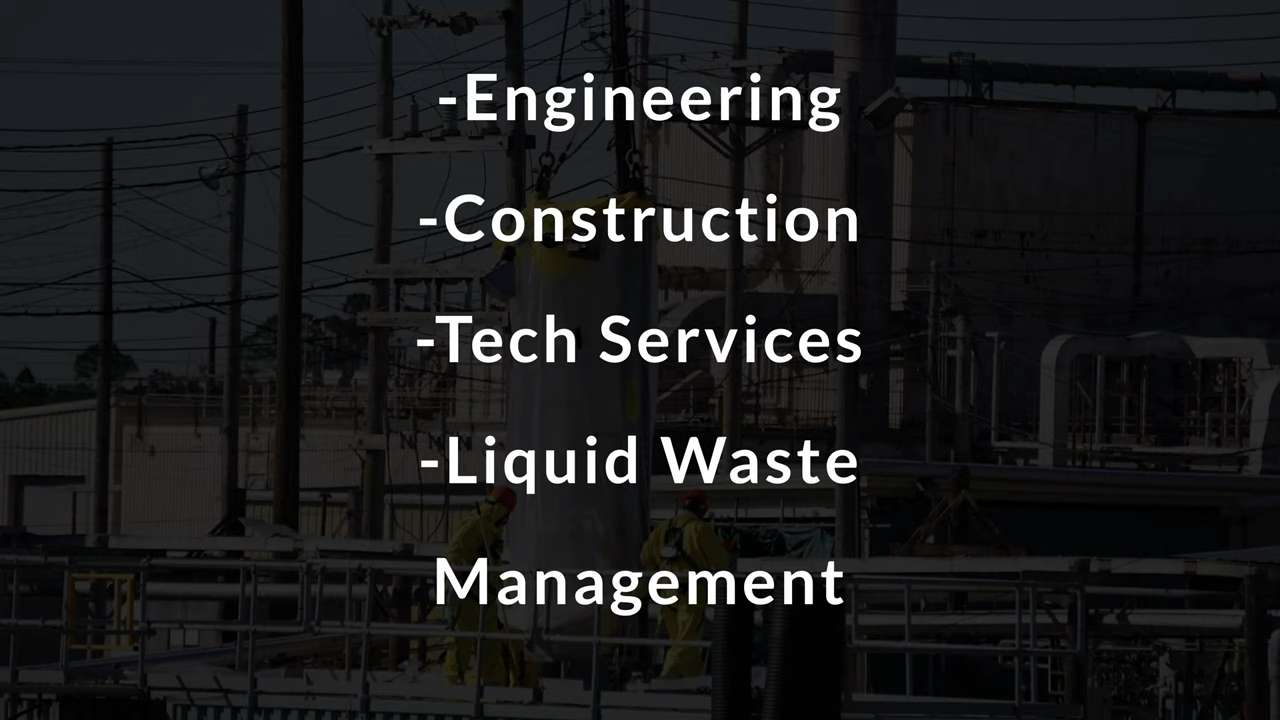 -Engineering
-Construction
-Tech Services
-Liquid Waste
Management